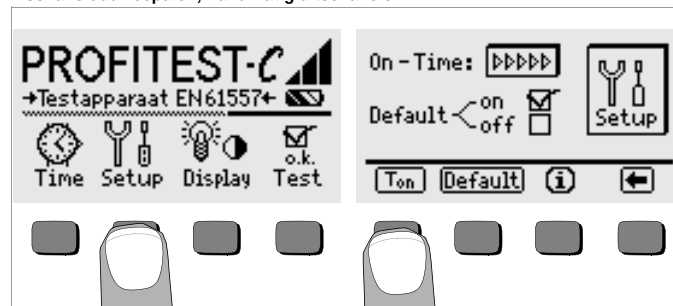 PROFITEST-C
→Testapparaat EN61557←
Time Setup Display o.k. Test
On-Time: ▷▷▷▷▷
Default on
off
Setup
Ton Default i ←